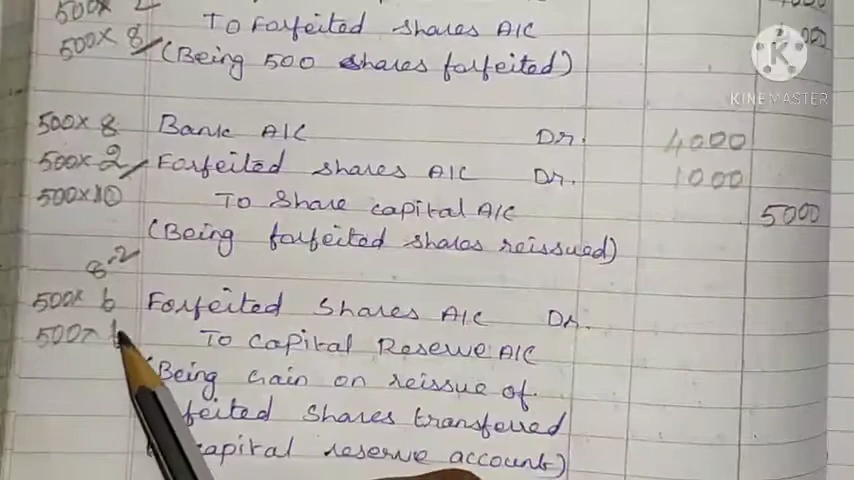 500x
To Forfeited Shares A/C
500x 8 (Being 500 shares forfeited)
KINEMASTER
500x 8 Bank A/C Dr. 4000
500x 2 Forfeited shares A/C Dr. 1000
500x10 To Share capital A/C 5000
(Being forfeited shares reissued)
8-2
500x 6 Forfeited Shares A/C Dr.
500x To Capital Reserve A/C
(Being Gain on reissue of
feited Shares transferred
capital reserve account)